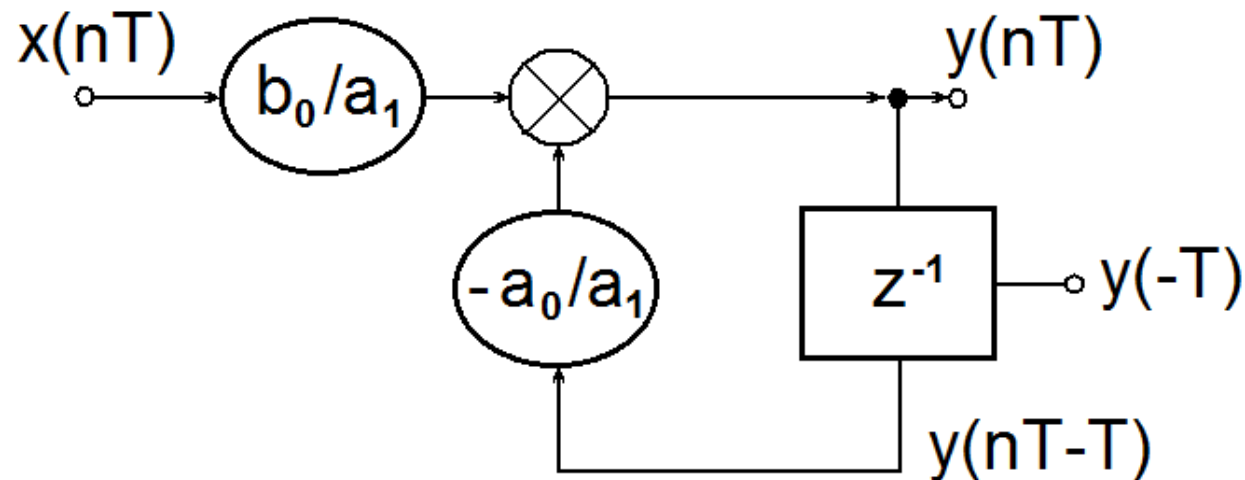 x(nT)
b₀/a₁
y(nT)
-a₀/a₁
z⁻¹
y(-T)
y(nT-T)